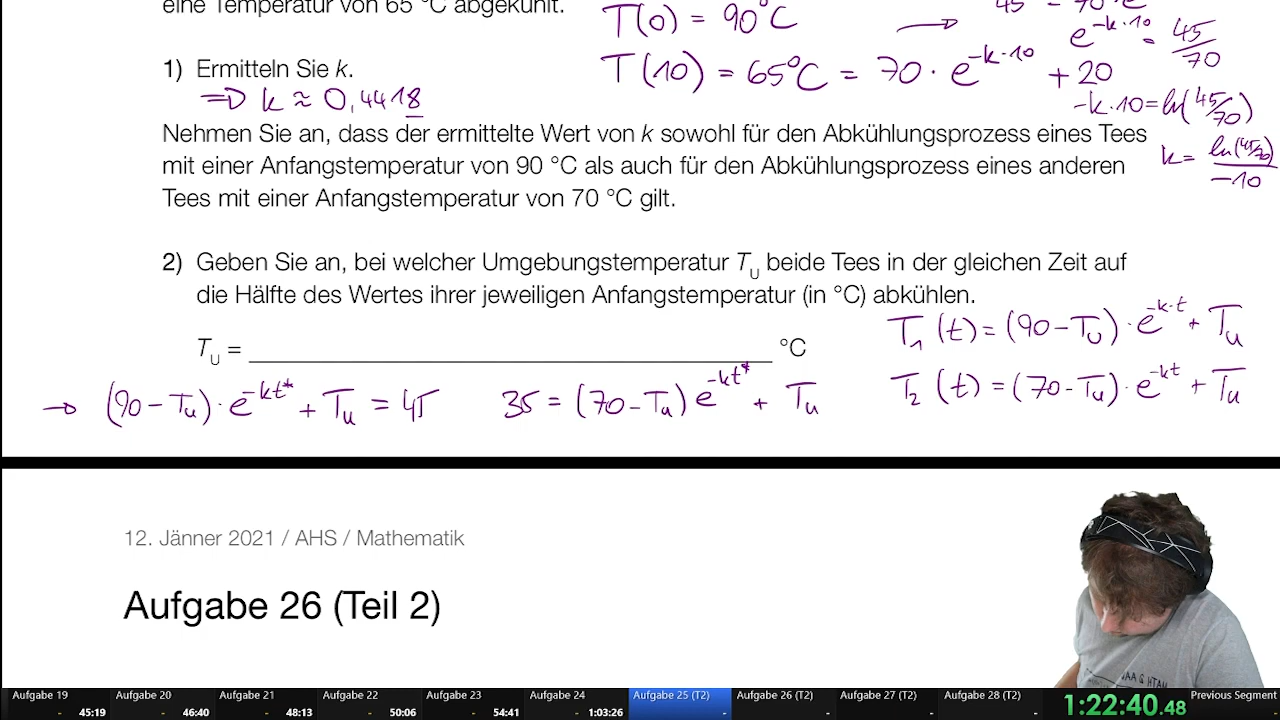 eine Temperatur von 65 °C abgekühlt.
45 = 70·e
T(0) = 90°C
e^-k·10 = 45/70
1) Ermitteln Sie k.
T(10) = 65°C = 70 · e^-k·10 + 20
⇒ k ≈ 0,4418
-k·10 = ln(45/70)
Nehmen Sie an, dass der ermittelte Wert von k sowohl für den Abkühlungsprozess eines Tees
mit einer Anfangstemperatur von 90 °C als auch für den Abkühlungsprozess eines anderen
k = ln(45/70)/-10
Tees mit einer Anfangstemperatur von 70 °C gilt.
2) Geben Sie an, bei welcher Umgebungstemperatur T_U beide Tees in der gleichen Zeit auf
die Hälfte des Wertes ihrer jeweiligen Anfangstemperatur (in °C) abkühlen.
T_1(t) = (90 - T_U) · e^-k·t + T_u
T_U = ____ °C
T_2(t) = (70 - T_u) · e^-kt + T_u
→ (90 - T_u) · e^-kt* + T_u = 45
35 = (70 - T_u) e^-kt* + T_u
12. Jänner 2021 / AHS / Mathematik
Aufgabe 26 (Teil 2)
Aufgabe 19 Aufgabe 20 Aufgabe 21 Aufgabe 22 Aufgabe 23 Aufgabe 24 Aufgabe 25 (T2) Aufgabe 26 (T2) Aufgabe 27 (T2) Aufgabe 28 (T2) 1:22:40.48 Previous Segment
- 45:19 - 46:40 - 48:13 - 50:06 - 54:41 - 1:03:26 - - - - -